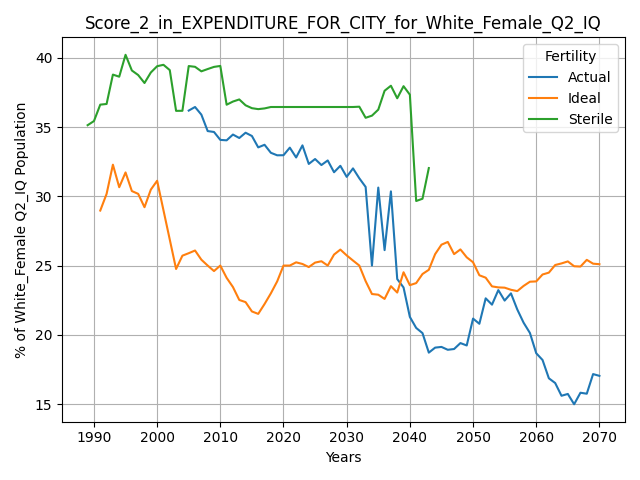 Score_2_in_EXPENDITURE_FOR_CITY_for_White_Female_Q2_IQ
Fertility
Actual
Ideal
Sterile
% of White_Female Q2_IQ Population
40
35
30
25
20
15
1990 2000 2010 2020 2030 2040 2050 2060 2070
Years